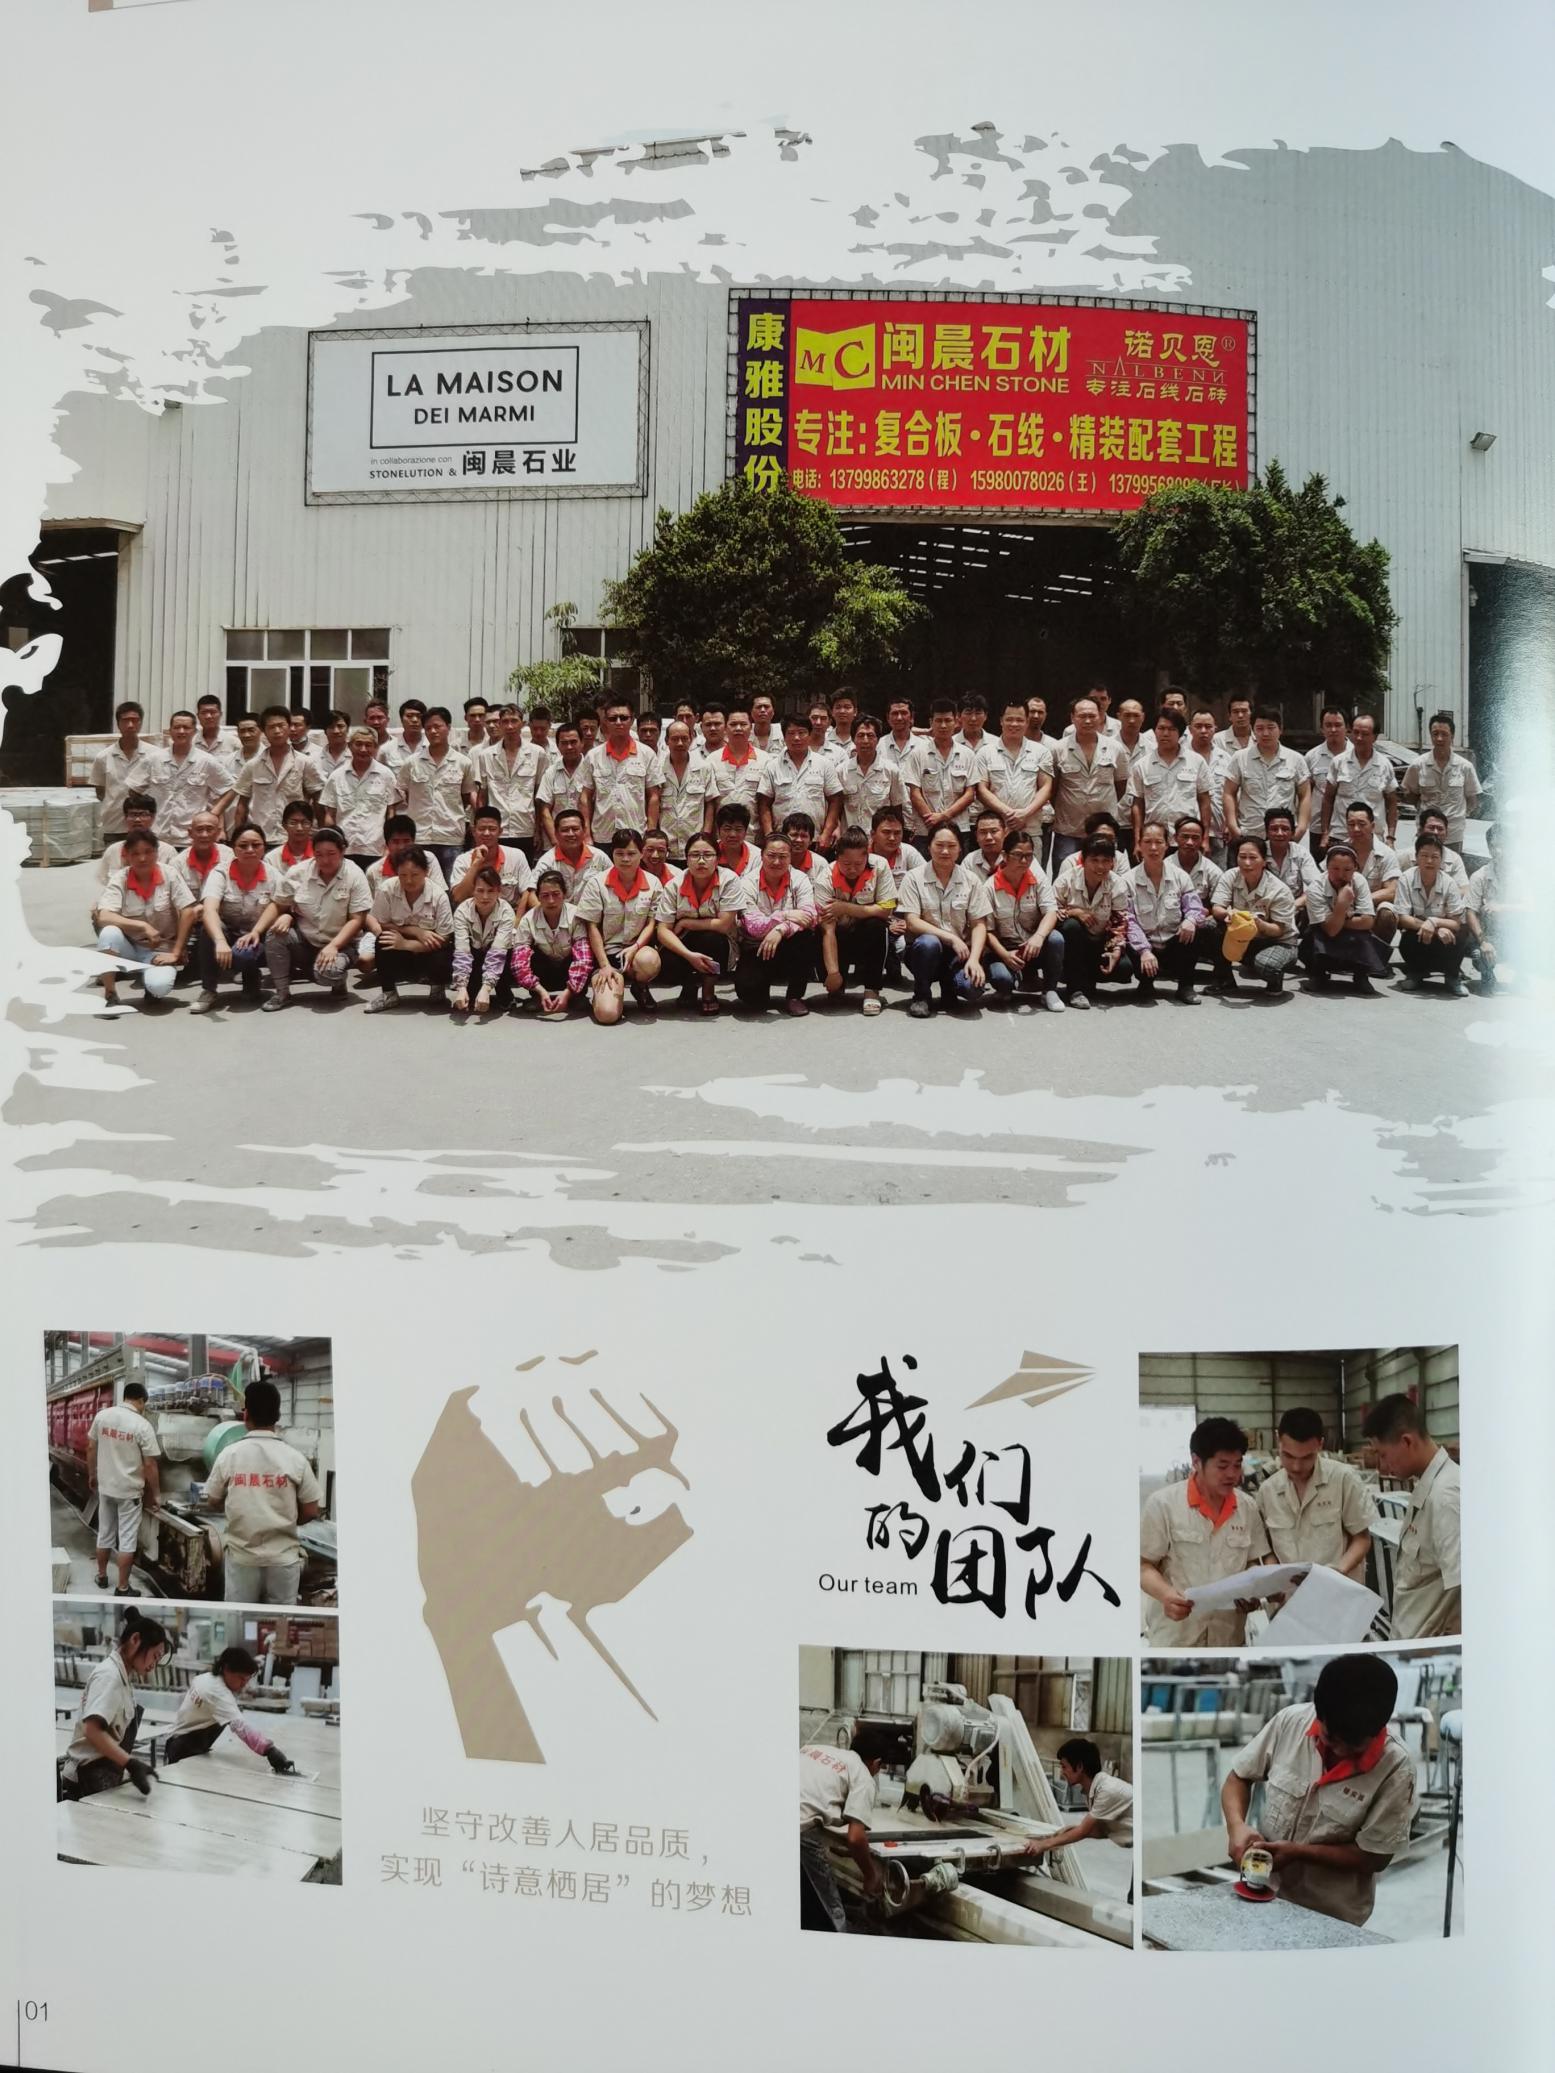 LA MAISON
DEI MARMI
in collaborazione con
STONELUTION & 闽晨石业
康雅股份
MC 闽晨石材
MIN CHEN STONE
诺贝恩®
NALBENN
专注石线石砖
专注:复合板·石线·精装配套工程
电话: 13799863278(程) 15980078026(王)
闽晨石材
闽晨石材
我们
的团队
Our team
晨石材
坚守改善人居品质，
实现“诗意栖居”的梦想
01